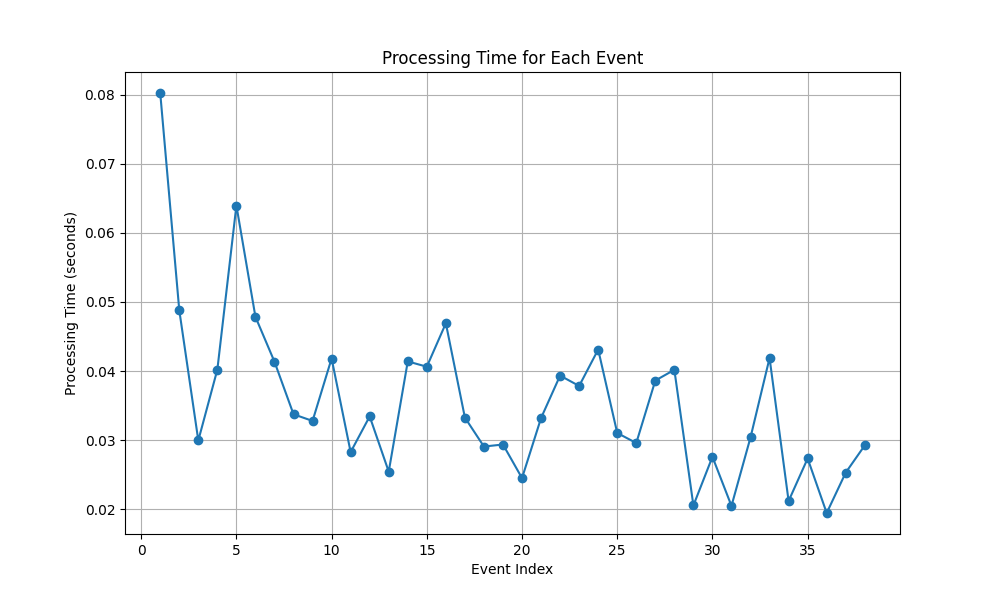 Processing Time for Each Event
Processing Time (seconds)
0.08
0.07
0.06
0.05
0.04
0.03
0.02
0 5 10 15 20 25 30 35
Event Index